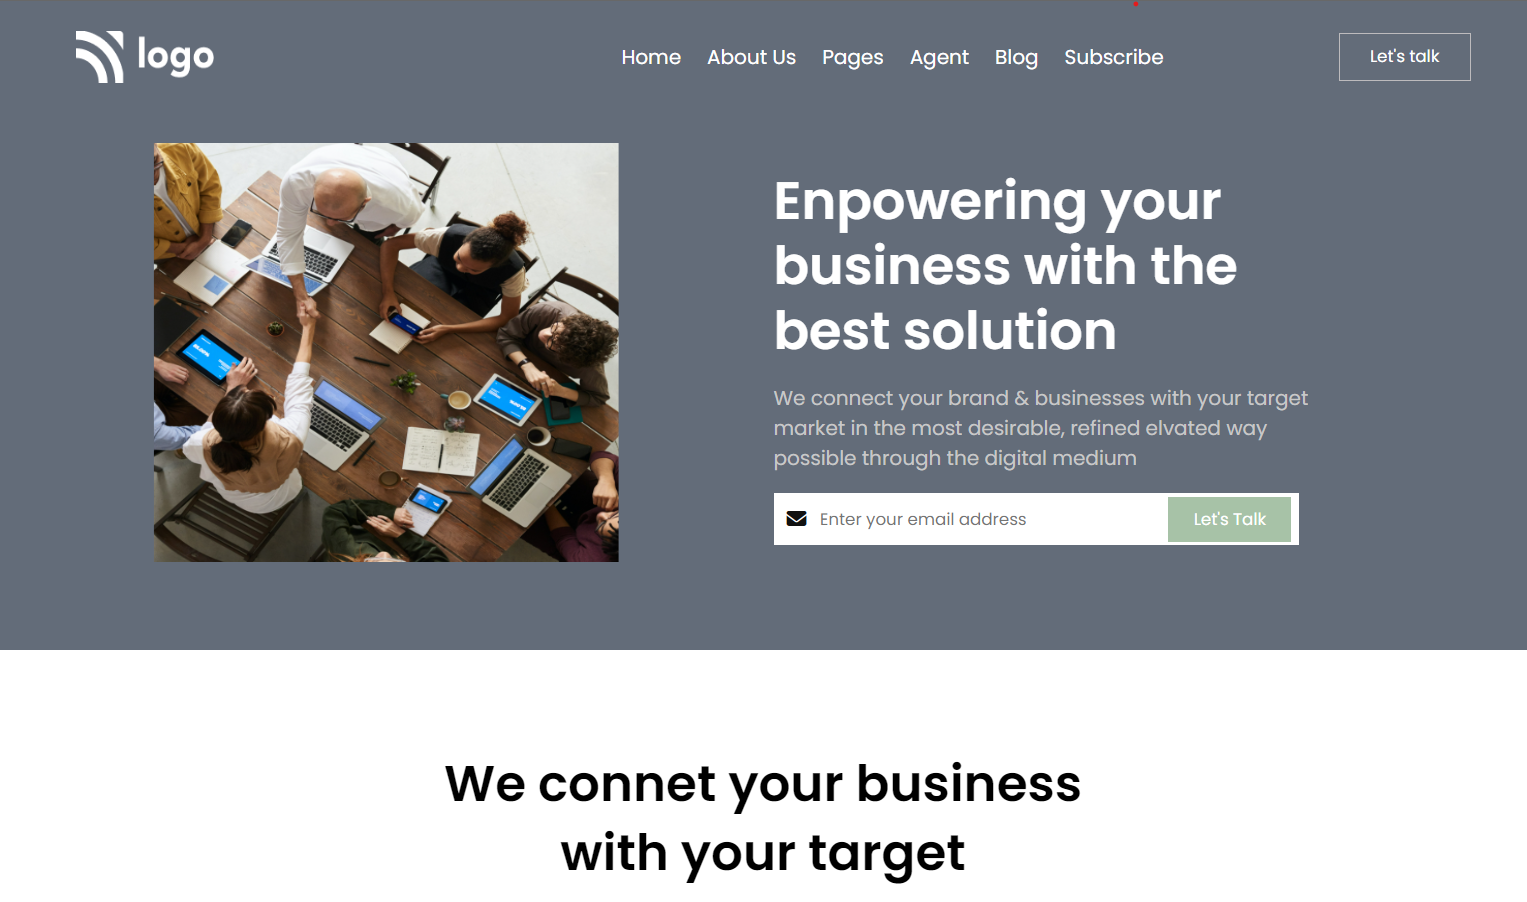 logo
Home About Us Pages Agent Blog Subscribe
Let's talk
Enpowering your
business with the
best solution
We connect your brand & businesses with your target
market in the most desirable, refined elvated way
possible through the digital medium
Enter your email address
Let's Talk
We connet your business
with your target